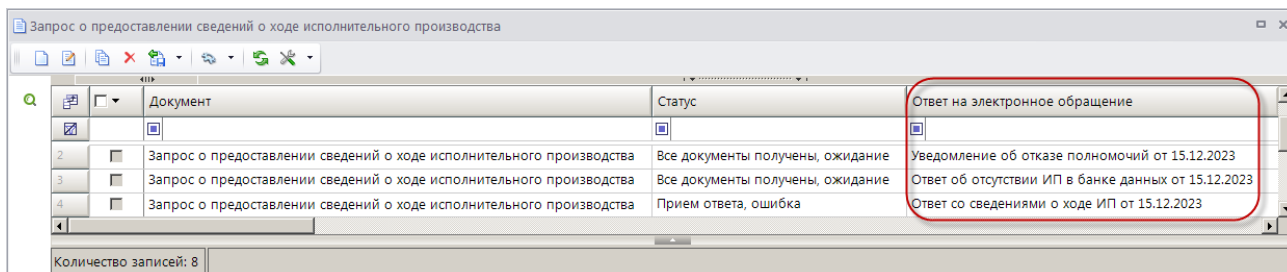 Запрос о предоставлении сведений о ходе исполнительного производства
Документ Статус Ответ на электронное обращение
2 Запрос о предоставлении сведений о ходе исполнительного производства Все документы получены, ожидание Уведомление об отказе полномочий от 15.12.2023
3 Запрос о предоставлении сведений о ходе исполнительного производства Все документы получены, ожидание Ответ об отсутствии ИП в банке данных от 15.12.2023
4 Запрос о предоставлении сведений о ходе исполнительного производства Прием ответа, ошибка Ответ со сведениями о ходе ИП от 15.12.2023
Количество записей: 8